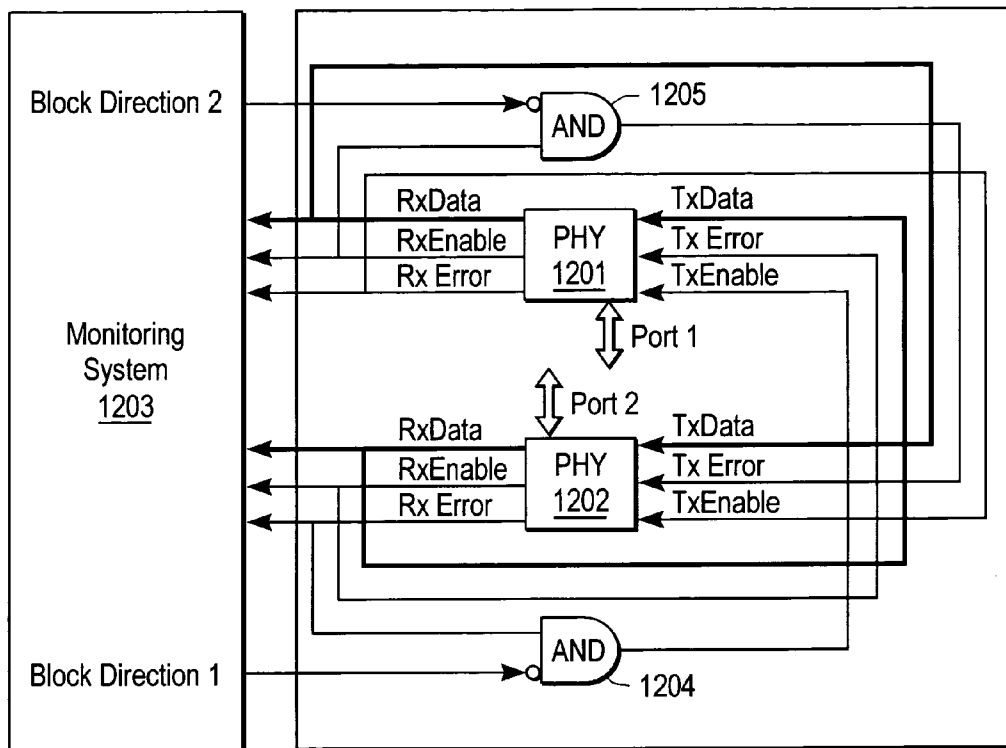 Block Direction 2
AND
1205
RxData
RxEnable
Rx Error
PHY
1201
TxData
Tx Error
TxEnable
Port 1
Monitoring
System
1203
Port 2
RxData
RxEnable
Rx Error
PHY
1202
TxData
Tx Error
TxEnable
Block Direction 1
AND
1204